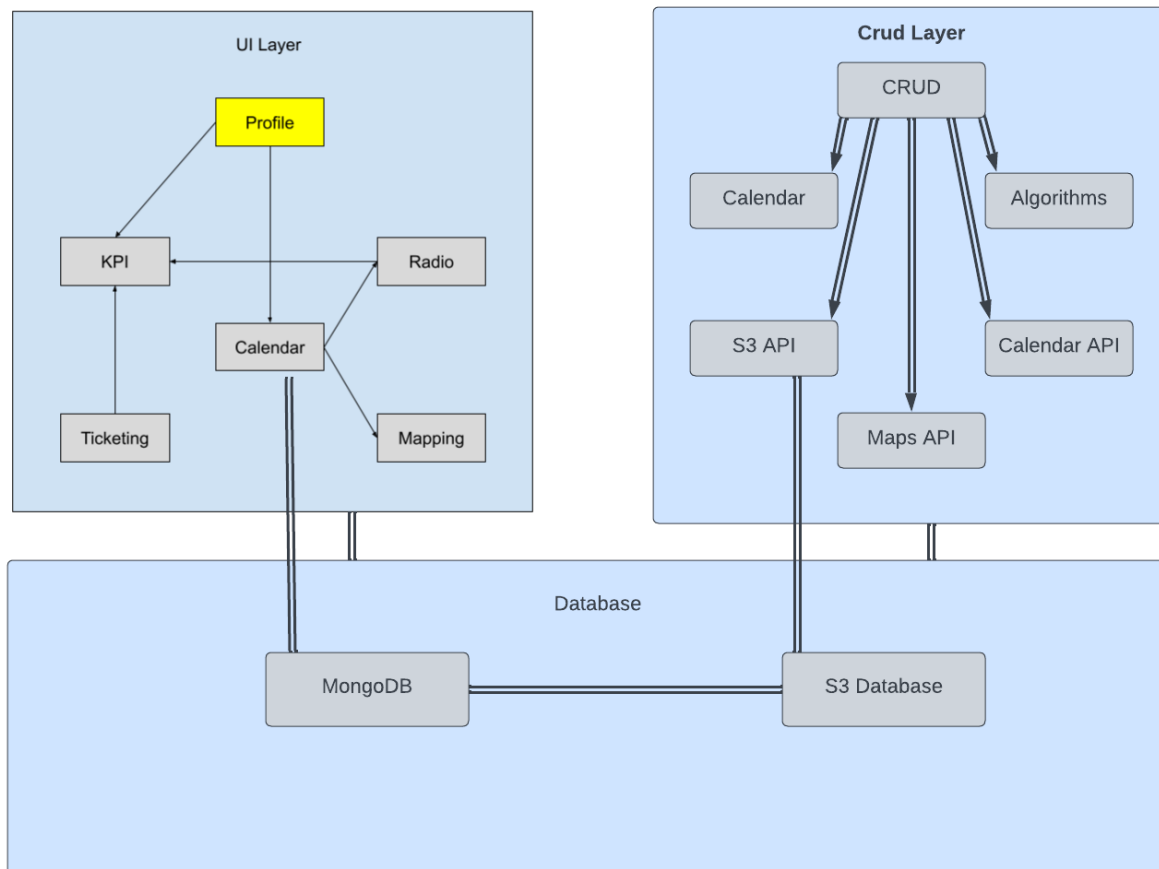 UI Layer
Profile
KPI
Radio
Calendar
Ticketing
Mapping
Crud Layer
CRUD
Calendar
Algorithms
S3 API
Calendar API
Maps API
Database
MongoDB
S3 Database